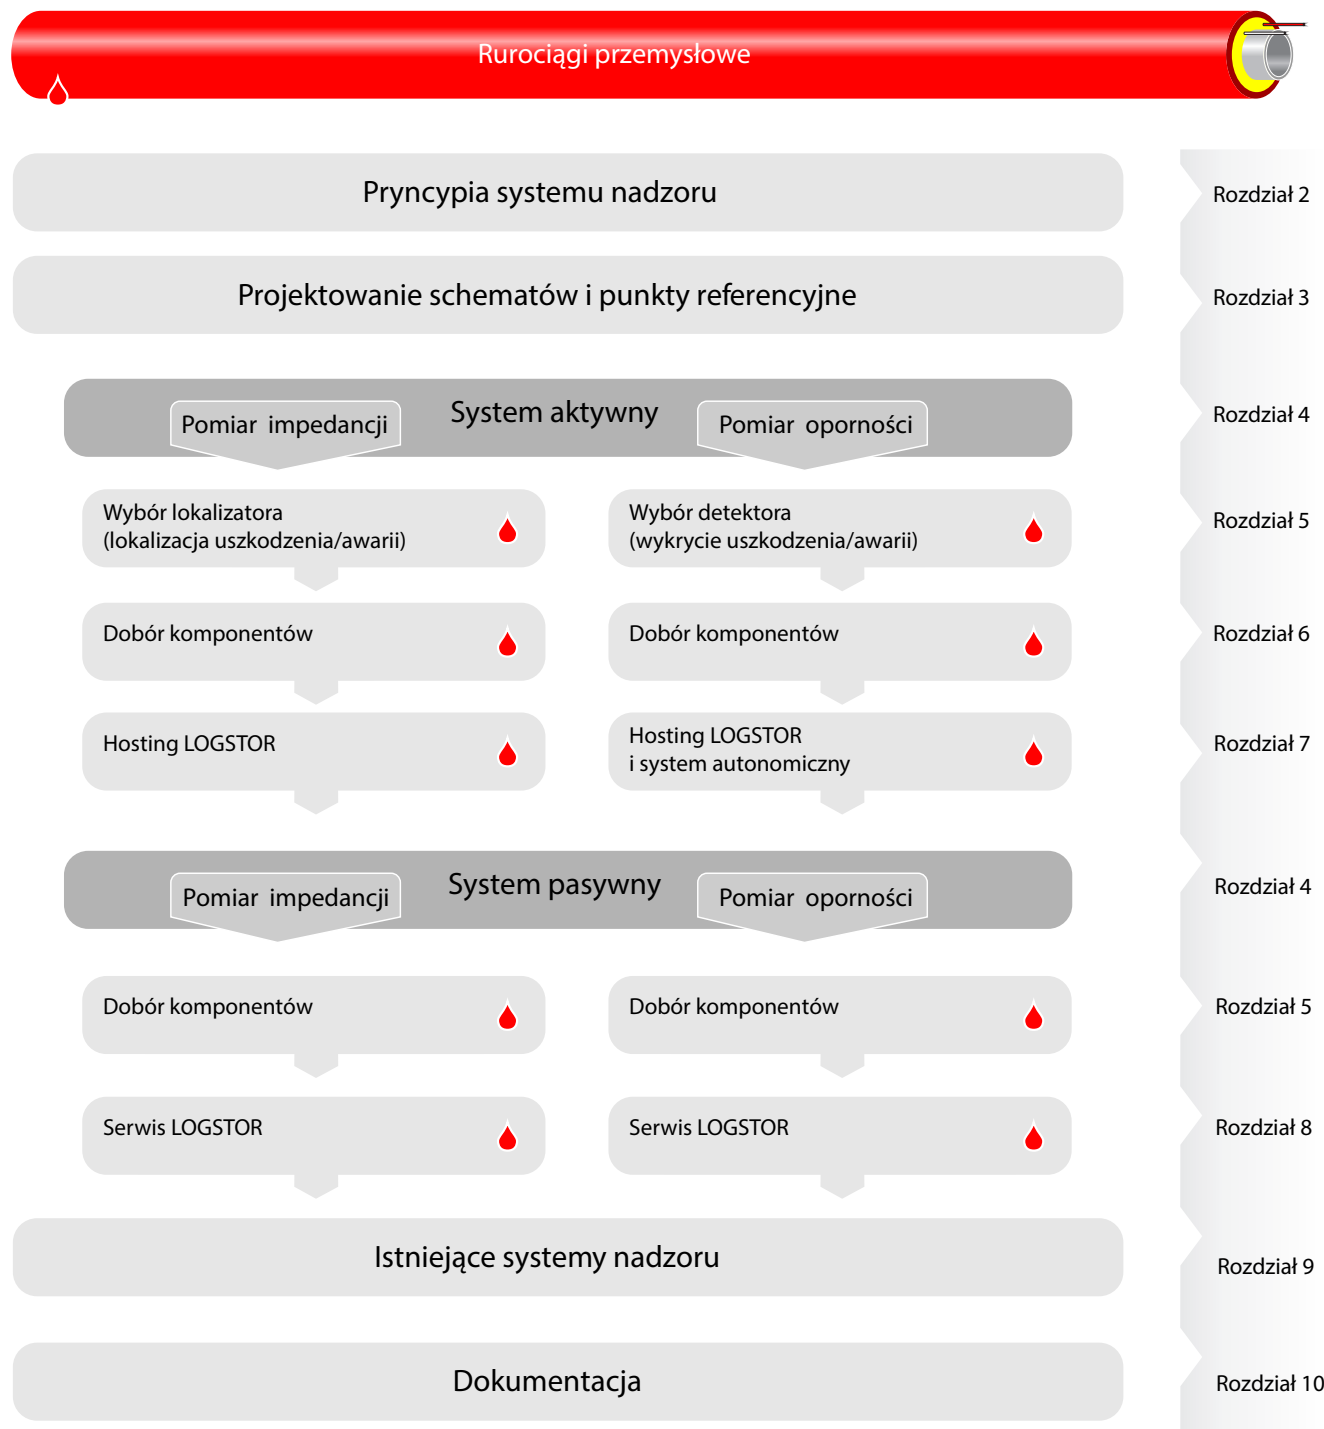 Rurociągi przemysłowe
Pryncypia systemu nadzoru
Rozdział 2
Projektowanie schematów i punkty referencyjne
Rozdział 3
Pomiar impedancji
System aktywny
Pomiar oporności
Rozdział 4
Wybór lokalizatora
(lokalizacja uszkodzenia/awarii)
Wybór detektora
(wykrycie uszkodzenia/awarii)
Rozdział 5
Dobór komponentów
Dobór komponentów
Rozdział 6
Hosting LOGSTOR
Hosting LOGSTOR
i system autonomiczny
Rozdział 7
Pomiar impedancji
System pasywny
Pomiar oporności
Rozdział 4
Dobór komponentów
Dobór komponentów
Rozdział 5
Serwis LOGSTOR
Serwis LOGSTOR
Rozdział 8
Istniejące systemy nadzoru
Rozdział 9
Dokumentacja
Rozdział 10